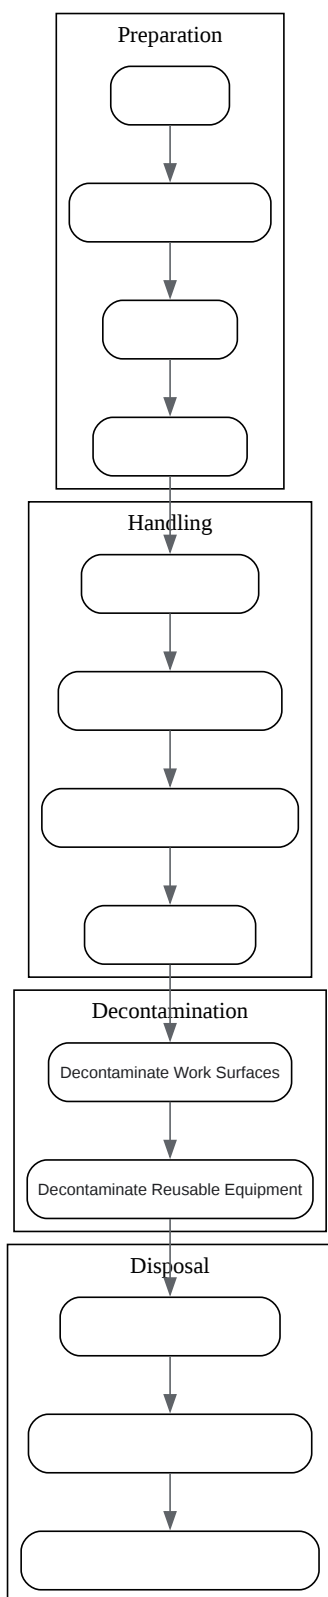 Preparation
Handling
Decontamination
Decontaminate Work Surfaces
Decontaminate Reusable Equipment
Disposal